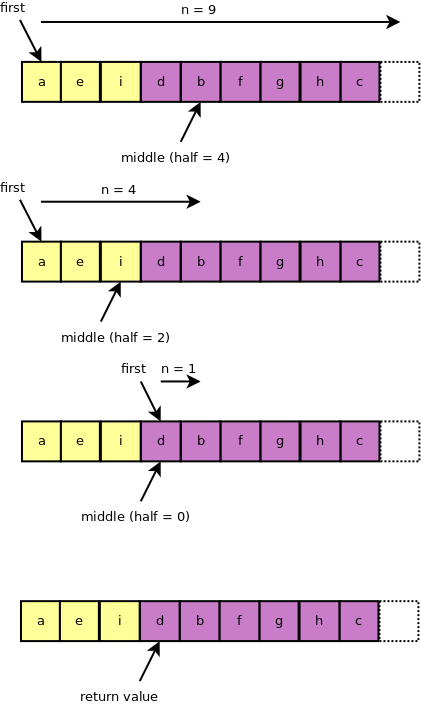 first
n = 9
a e i d b f g h c
middle (half = 4)
first
n = 4
a e i d b f g h c
middle (half = 2)
first n = 1
a e i d b f g h c
middle (half = 0)
a e i d b f g h c
return value